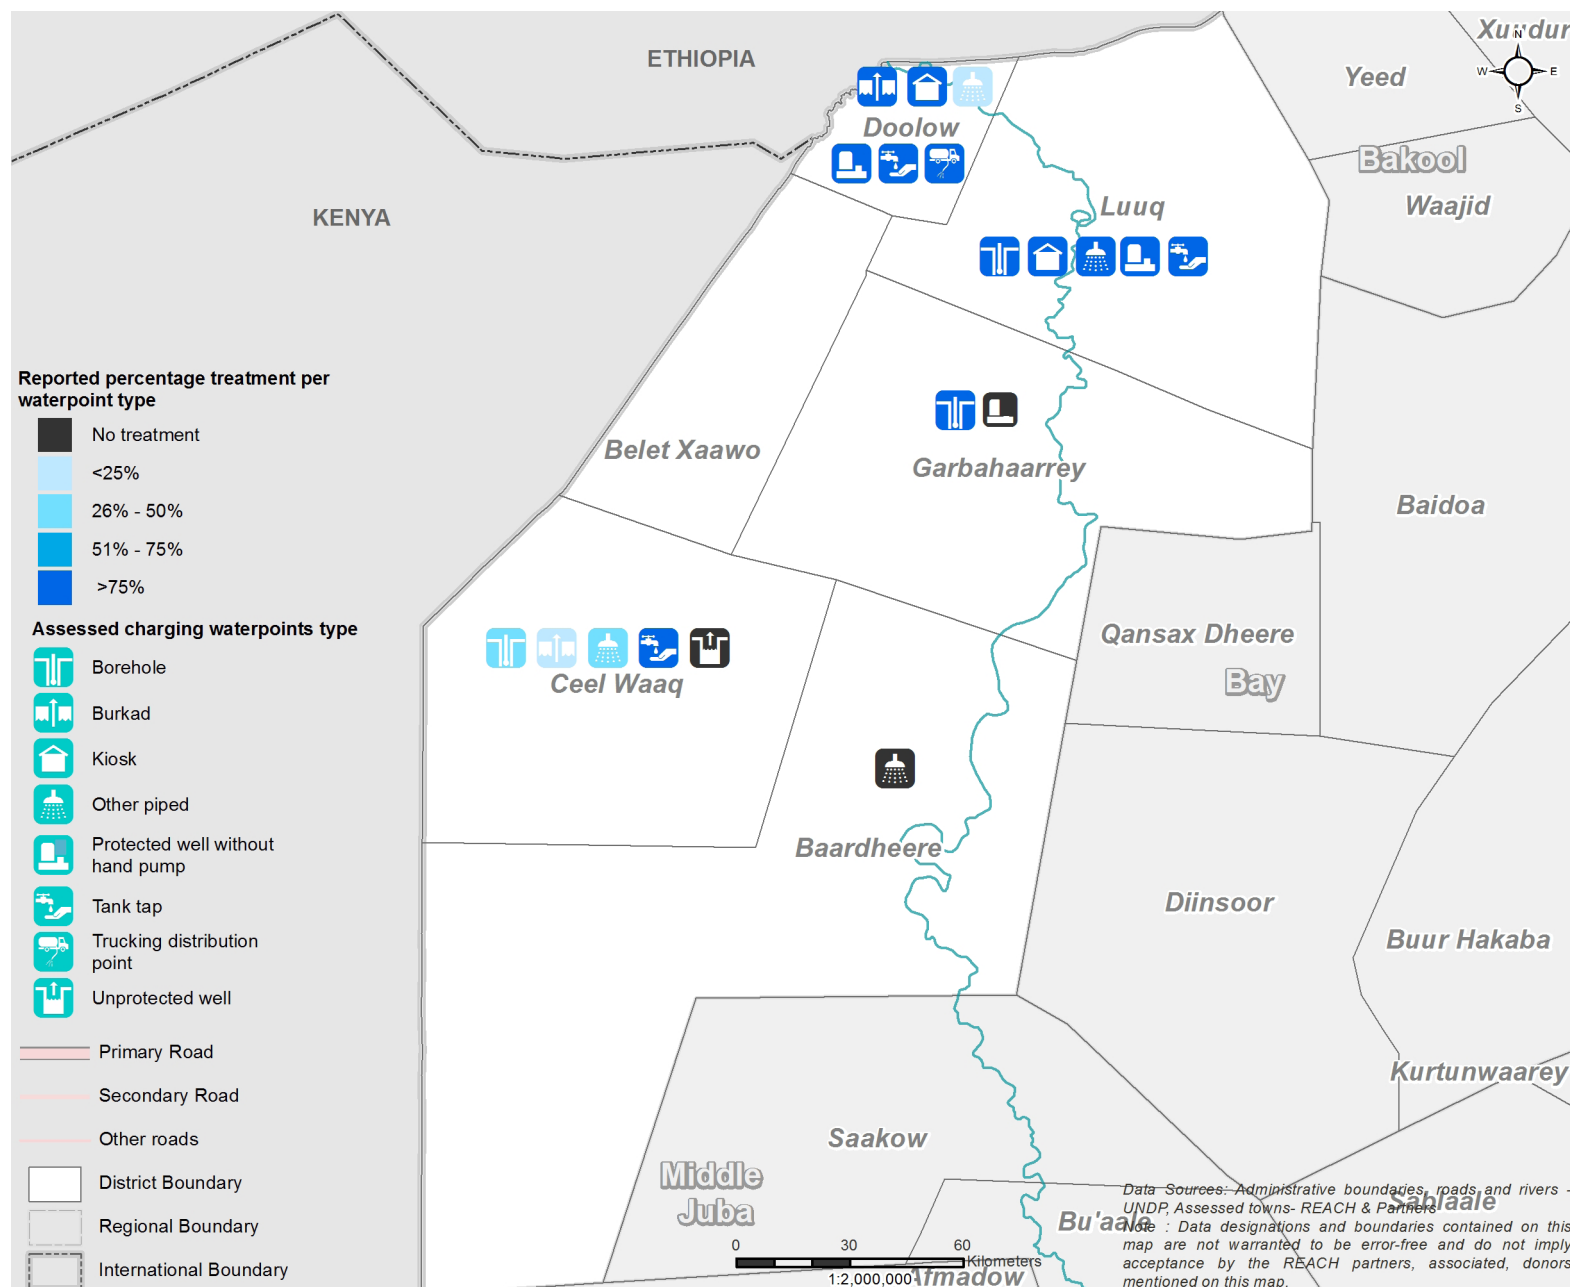 ETHIOPIA
KENYA
Xuudur
N
W
E
S
Yeed
Bakool
Waajid
Doolow
Luuq
Belet Xaawo
Garbahaarrey
Baidoa
Qansax Dheere
Bay
Ceel Waaq
Baardheere
Diinsoor
Buur Hakaba
Kurtunwaarey
Saakow
Middle
Juba
Sablaale
Bu'aale
Afmadow
Reported percentage treatment per
waterpoint type
No treatment
<25%
26% - 50%
51% - 75%
>75%
Assessed charging waterpoints type
Borehole
Burkad
Kiosk
Other piped
Protected well without
hand pump
Tank tap
Trucking distribution
point
Unprotected well
Primary Road
Secondary Road
Other roads
District Boundary
Regional Boundary
International Boundary
0 30 60
Kilometers
1:2,000,000
Data Sources: Administrative boundaries, roads and rivers -
UNDP, Assessed towns- REACH & Partners
Note : Data designations and boundaries contained on this
map are not warranted to be error-free and do not imply
acceptance by the REACH partners, associated, donors
mentioned on this map.